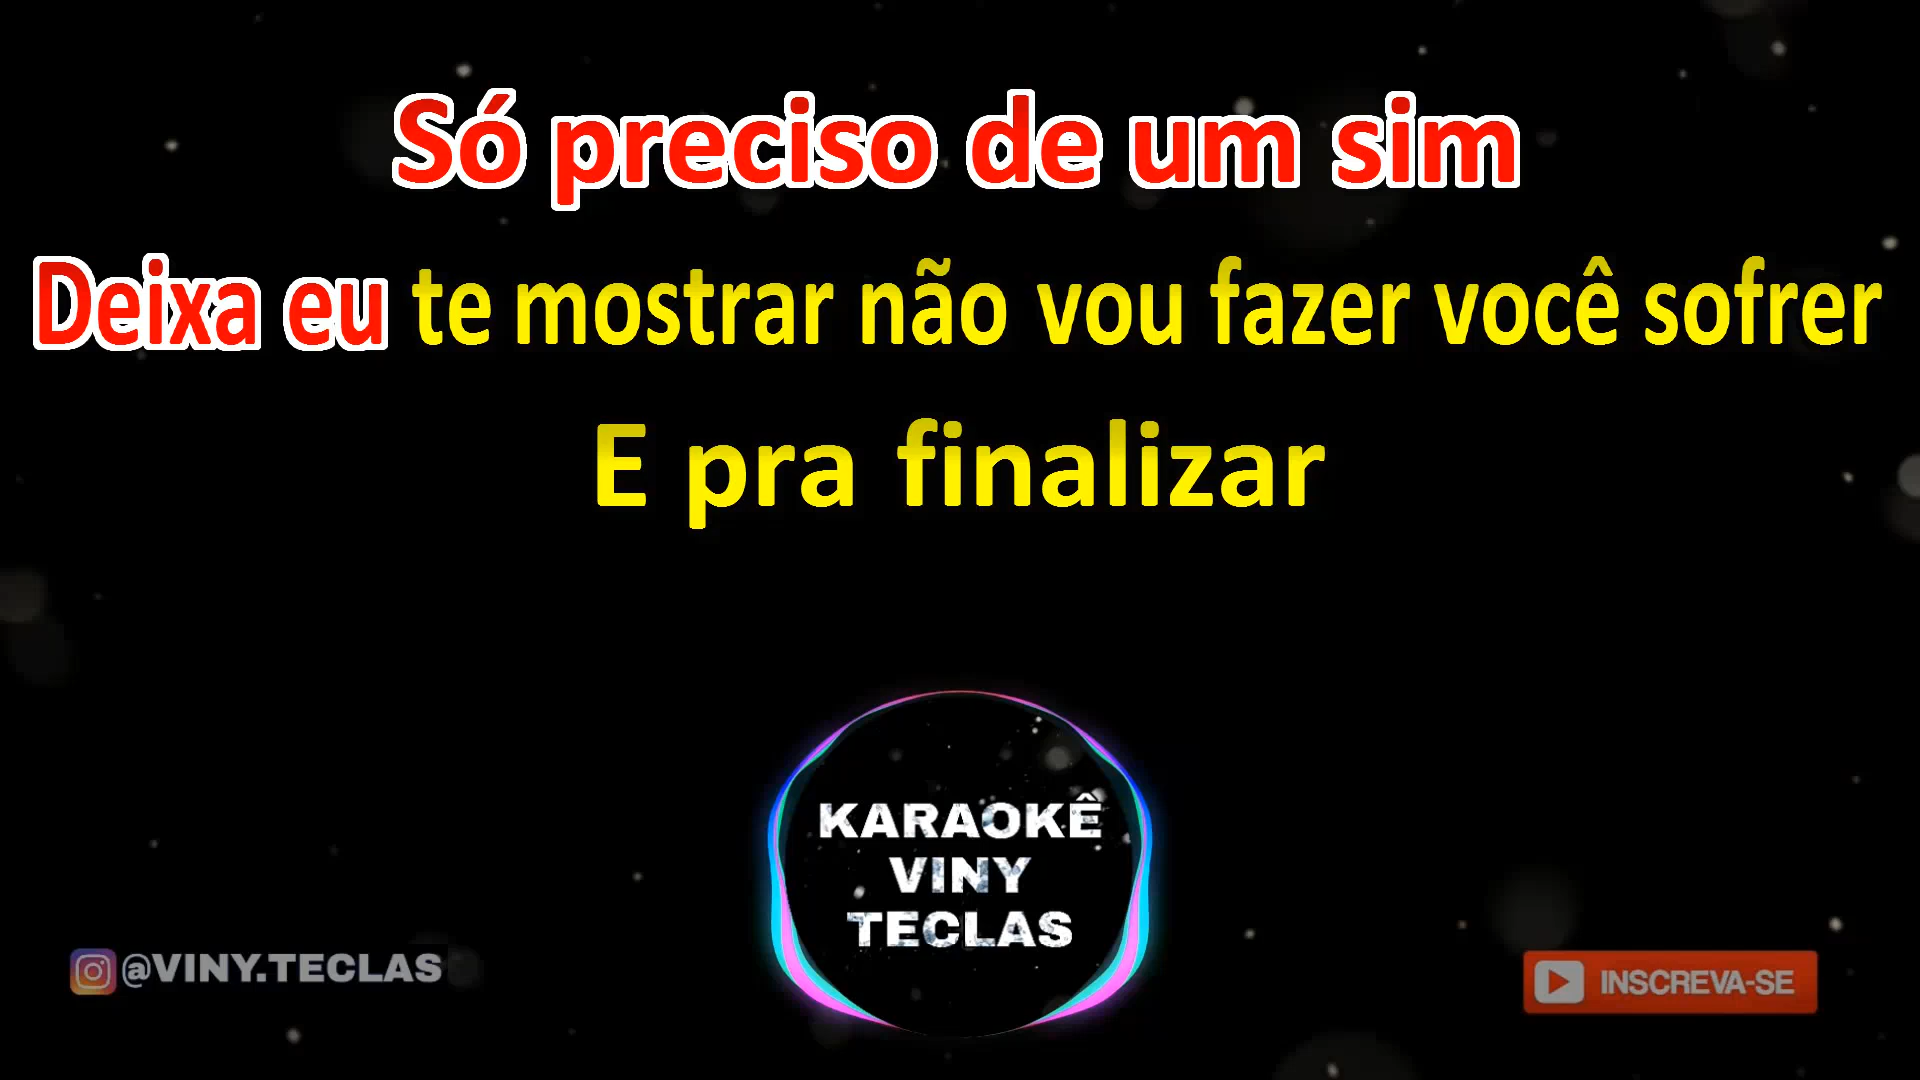 Só preciso de um sim
Deixa eu te mostrar não vou fazer você sofrer
E pra finalizar
KARAOKÊ
VINY
TECLAS
@VINY.TECLAS
INSCREVA-SE